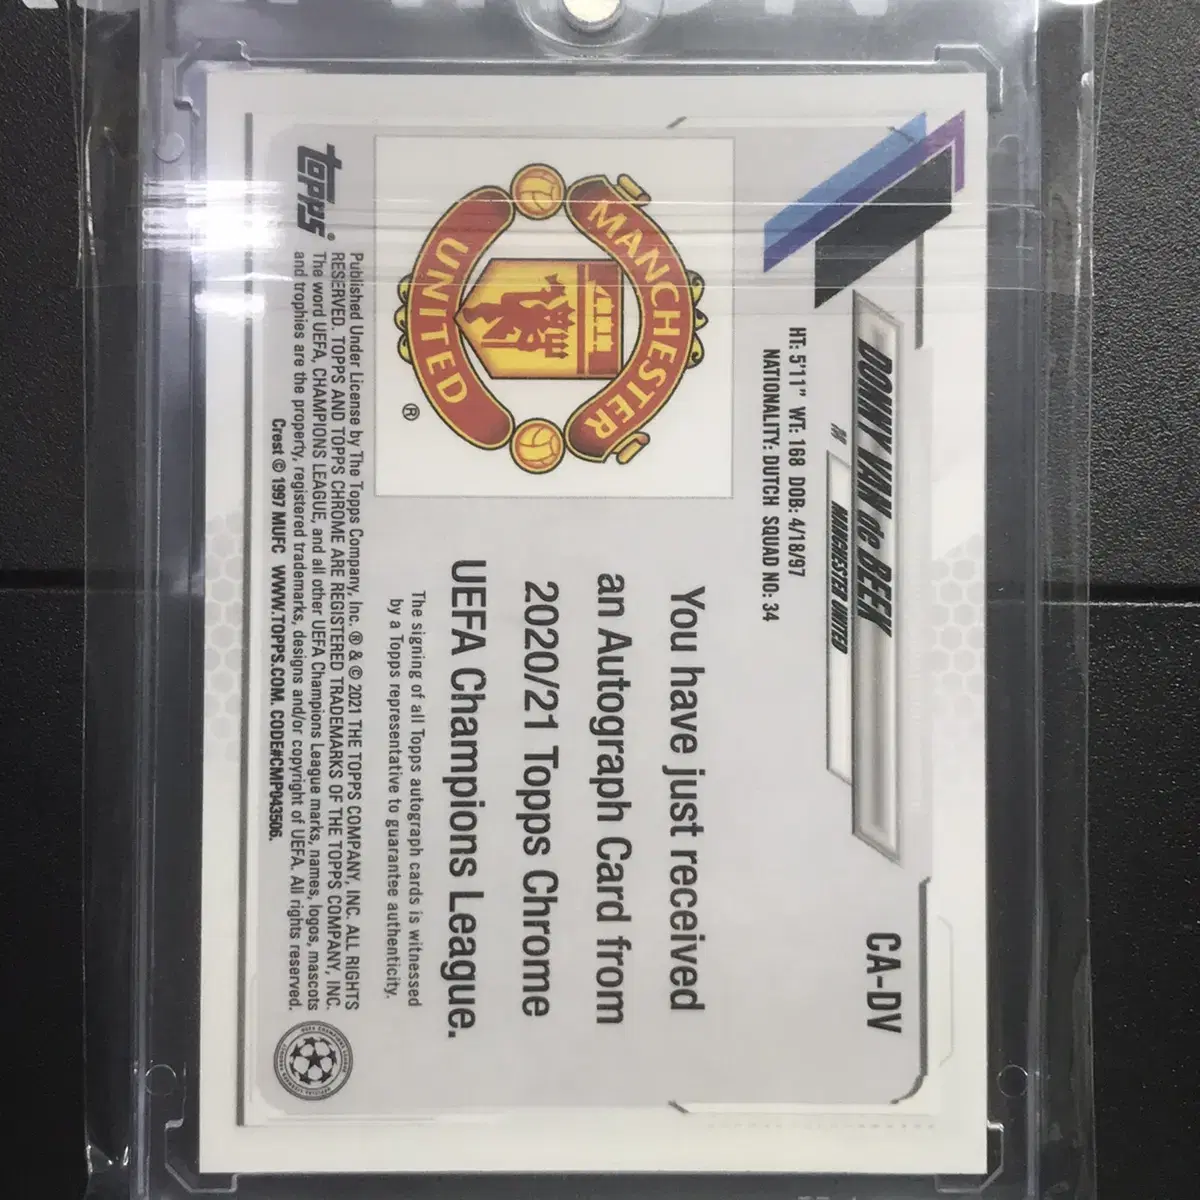 DONNY VAN de BEEK
CA-DV
MANCHESTER UNITED
HT: 5'11" WT: 168 DOB: 4/18/97
NATIONALITY: DUTCH SQUAD NO: 34
MANCHESTER
UNITED
®
You have just received
an Autograph Card from
2020/21 Topps Chrome
UEFA Champions League.
The signing of all Topps autograph cards is witnessed
by a Topps representative to guarantee authenticity.
topps®
Published Under License by The Topps Company, Inc. ® & © 2021 THE TOPPS COMPANY, INC. ALL RIGHTS
RESERVED. TOPPS AND TOPPS CHROME ARE REGISTERED TRADEMARKS OF THE TOPPS COMPANY, INC.
The word UEFA, CHAMPIONS LEAGUE, and all other UEFA Champions League marks, names, logos, mascots
and trophies are the property, registered trademarks, designs and/or copyright of UEFA. All rights reserved.
Crest © 1997 MUFC WWW.TOPPS.COM. CODE#CMP043506.